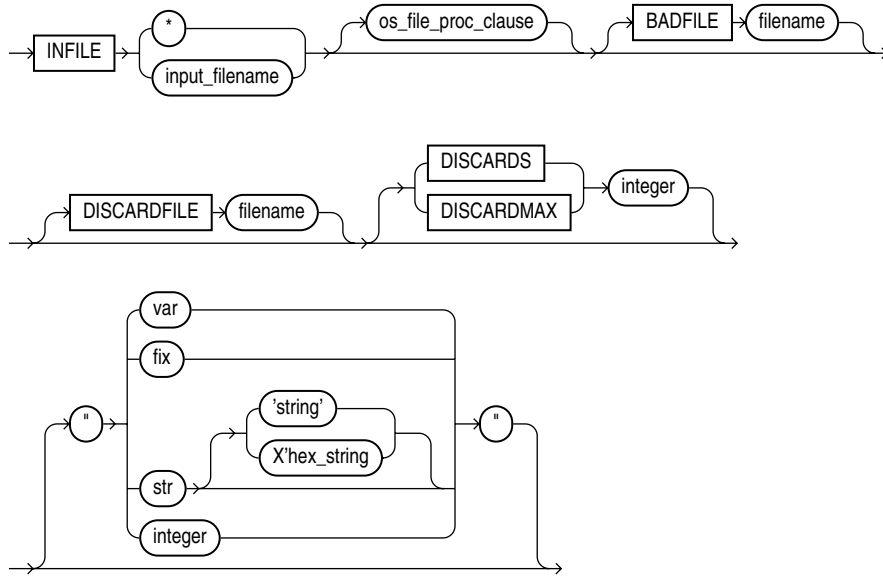 *
os_file_proc_clause
BADFILE filename
INFILE
input_filename
DISCARDS
DISCARDFILE filename
integer
DISCARDMAX
var
fix
'string'
" "
X'hex_string
str
integer